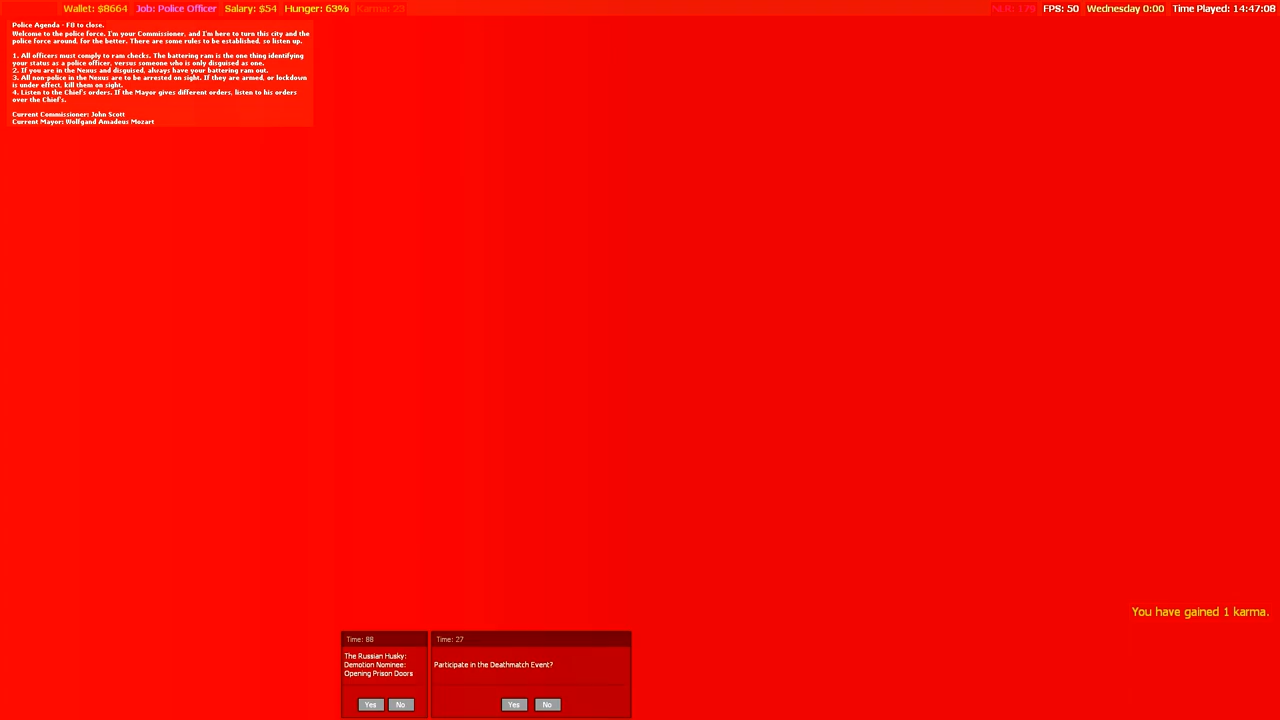 Wallet: $8664 Job: Police Officer Salary: $54 Hunger: 63% Karma: 23 NLR: 179 FPS: 50 Wednesday 0:00 Time Played: 14:47:08
Police Agenda - F8 to close.
Welcome to the police force. I'm your Commissioner, and I'm here to turn this city and the
police force around, for the better. There are some rules to be established, so listen up.
1. All officers must comply to ram checks. The battering ram is the one thing identifying
your status as a police officer, versus someone who is only disguised as one.
2. If you are in the Nexus and disguised, always have your battering ram out.
3. All non-police in the Nexus are to be arrested on sight. If they are armed, or lockdown
is under effect, kill them on sight.
4. Listen to the Chief's orders. If the Mayor gives different orders, listen to his orders
over the Chief's.
Current Commissioner: John Scott
Current Mayor: Wolfgand Amadeus Mozart
You have gained 1 karma.
Time: 88
The Russian Husky:
Demotion Nominee:
Opening Prison Doors
Yes No
Time: 27
Participate in the Deathmatch Event?
Yes No